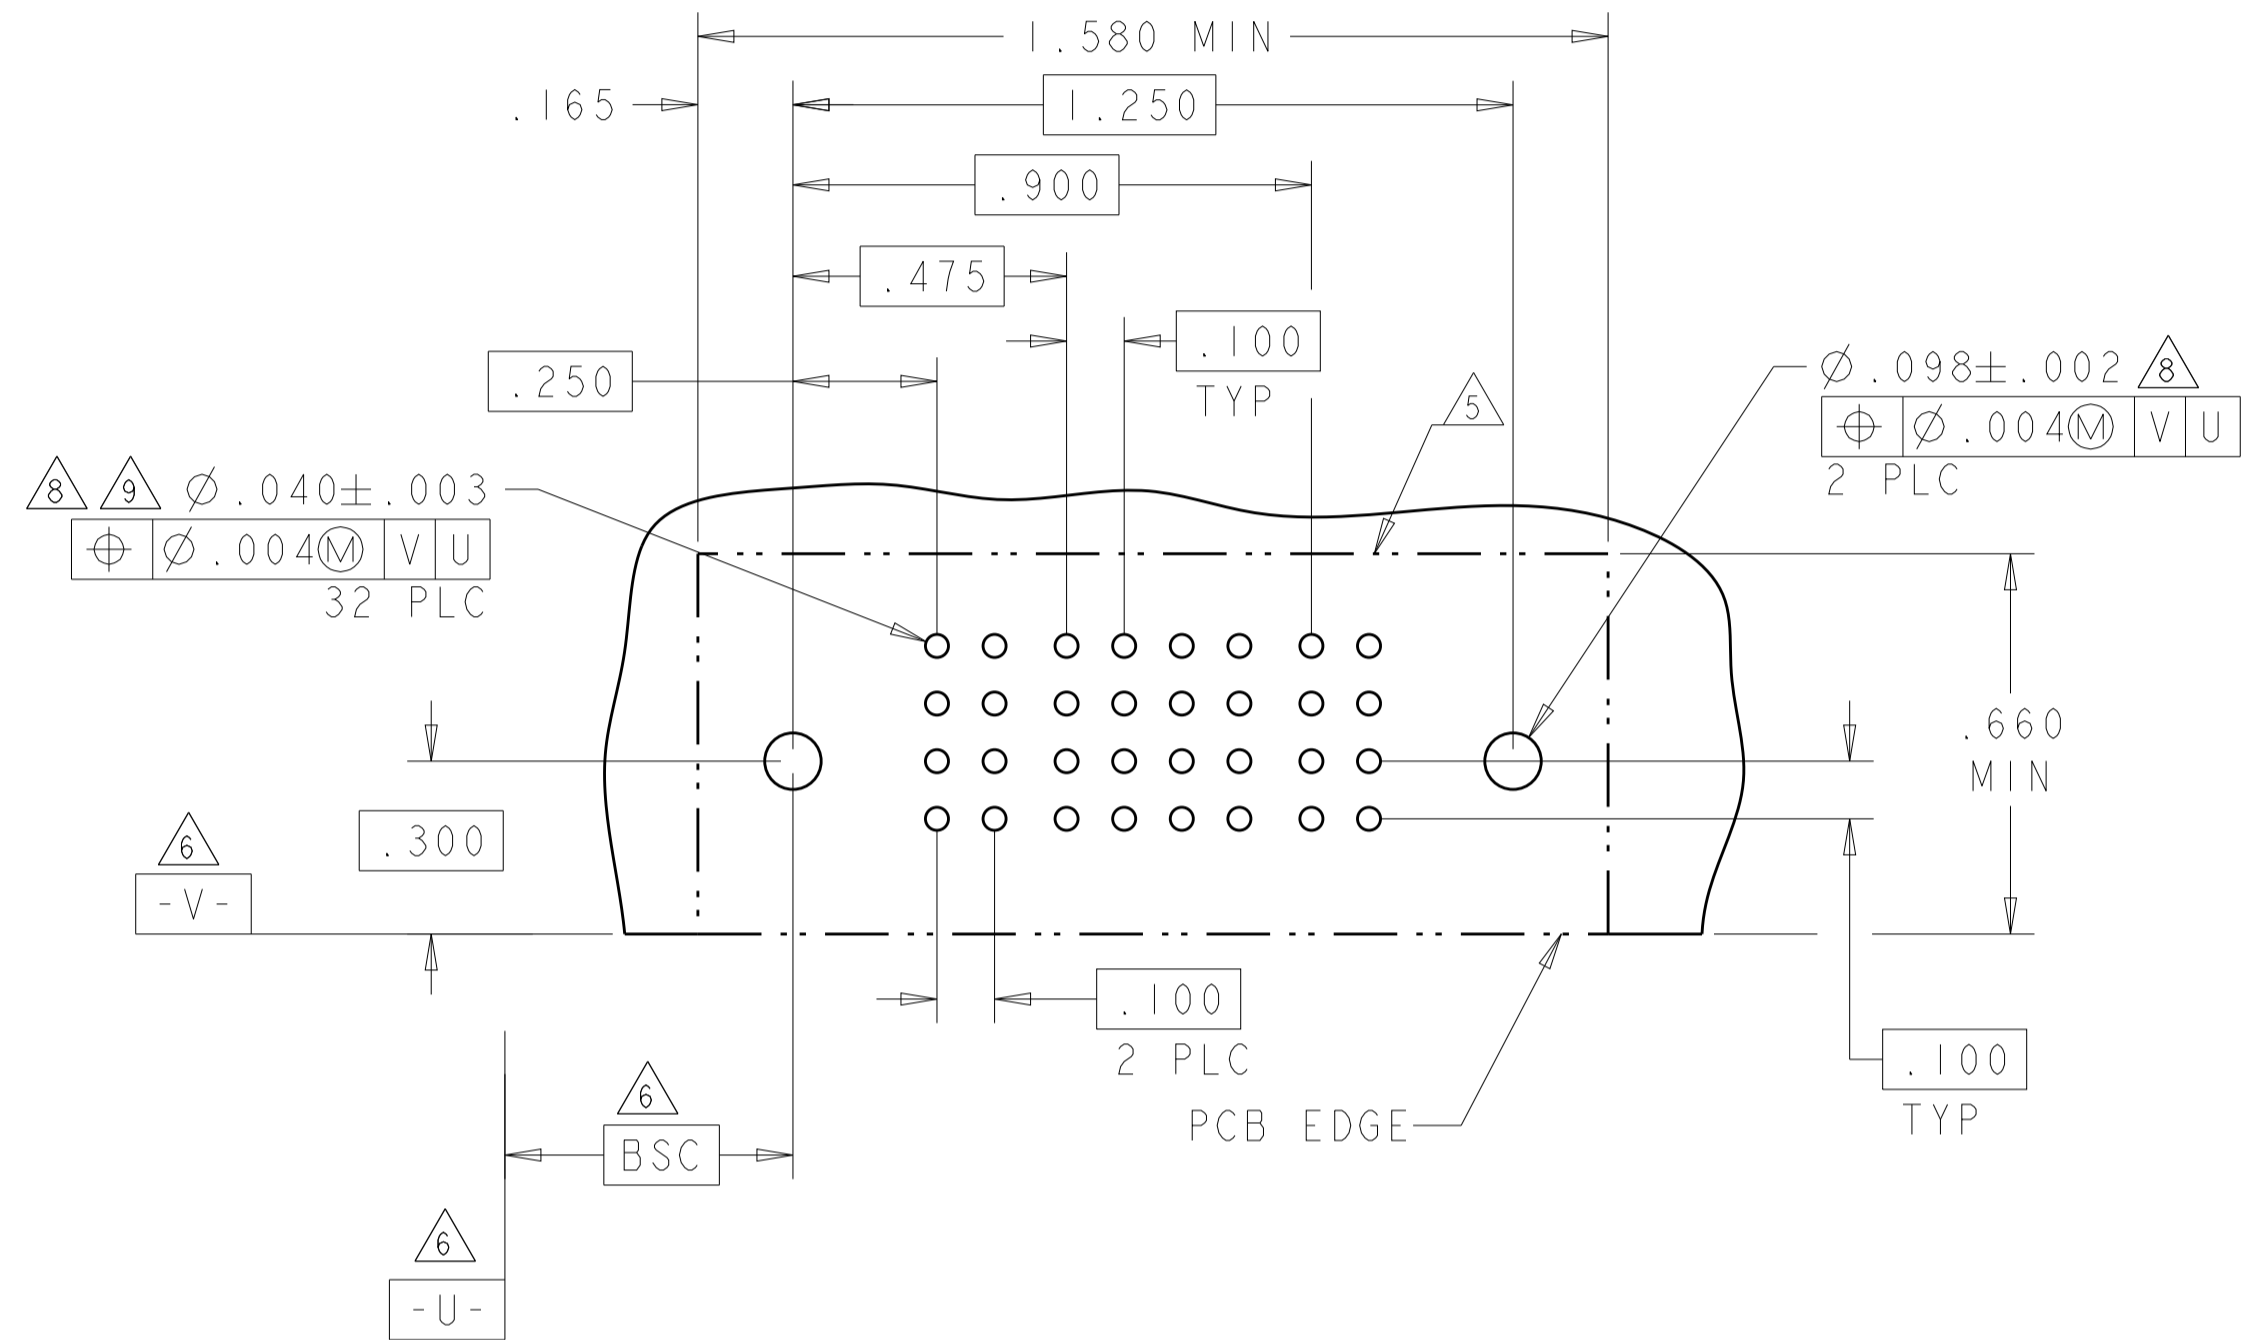 1.580 MIN
.165
1.250
.900
.475
.100
TYP
.250
5
⌀.098±.002 8
⌖ ⌀.004Ⓜ V U
2 PLC
8 9 ⌀.040±.003
⌖ ⌀.004Ⓜ V U
32 PLC
.660
MIN
.300
6
-V-
.100
2 PLC
.100
TYP
PCB EDGE
6
BSC
6
-U-